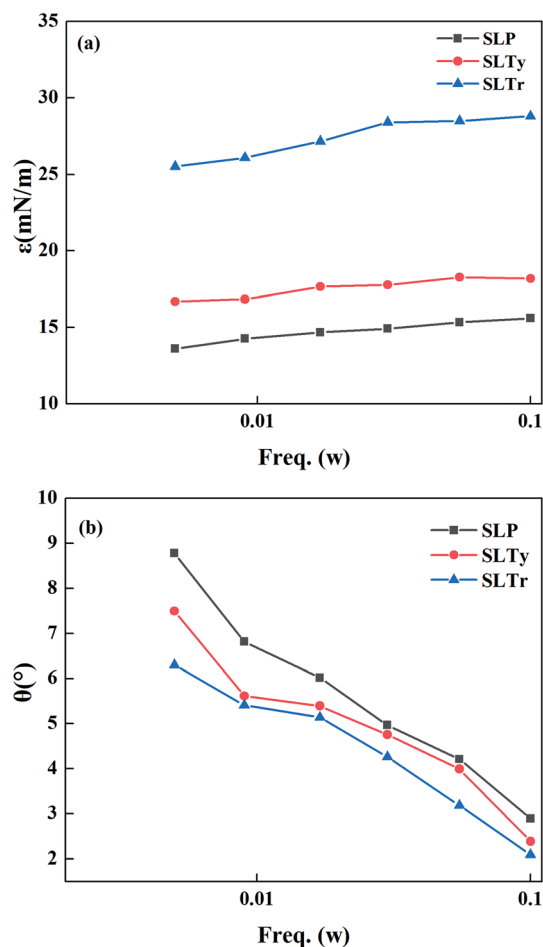 35
(a)
SLP
SLTy
SLTr
30
25
20
15
10
ε(mN/m)
0.01
0.1
Freq. (w)
10
(b)
SLP
SLTy
SLTr
9
8
7
6
5
4
3
2
θ(°)
0.01
0.1
Freq. (w)